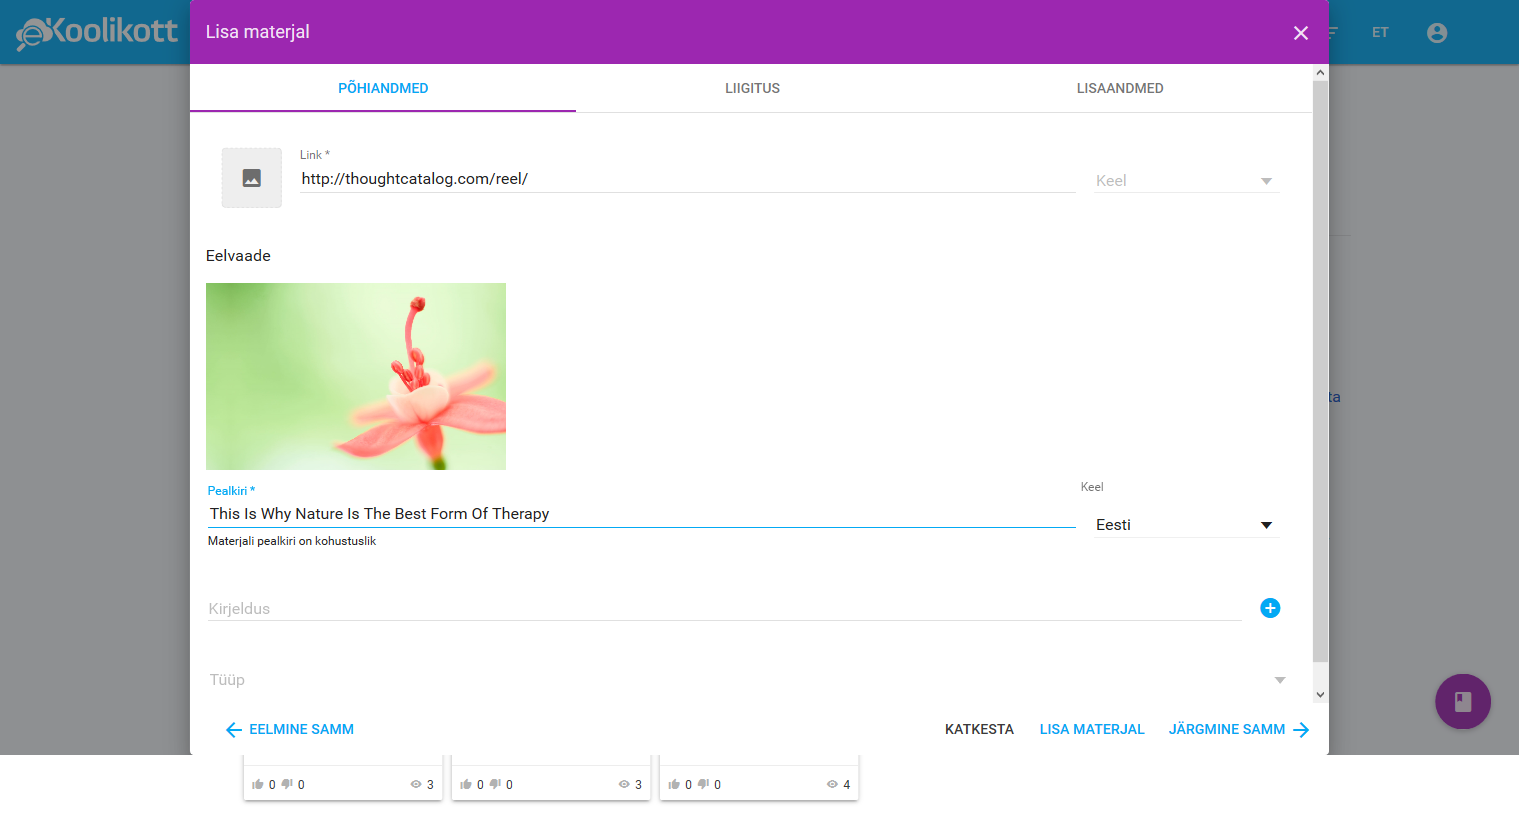 eKoolikott
Lisa materjal
ET
PÕHIANDMED
LIIGITUS
LISAANDMED
Link *
http://thoughtcatalog.com/reel/
Keel
Eelvaade
ta
Pealkiri *
Keel
This Is Why Nature Is The Best Form Of Therapy
Eesti
Materjali pealkiri on kohustuslik
Kirjeldus
Tüüp
EELMINE SAMM
KATKESTA
LISA MATERJAL
JÄRGMINE SAMM
0 0 3
0 0 3
0 0 4